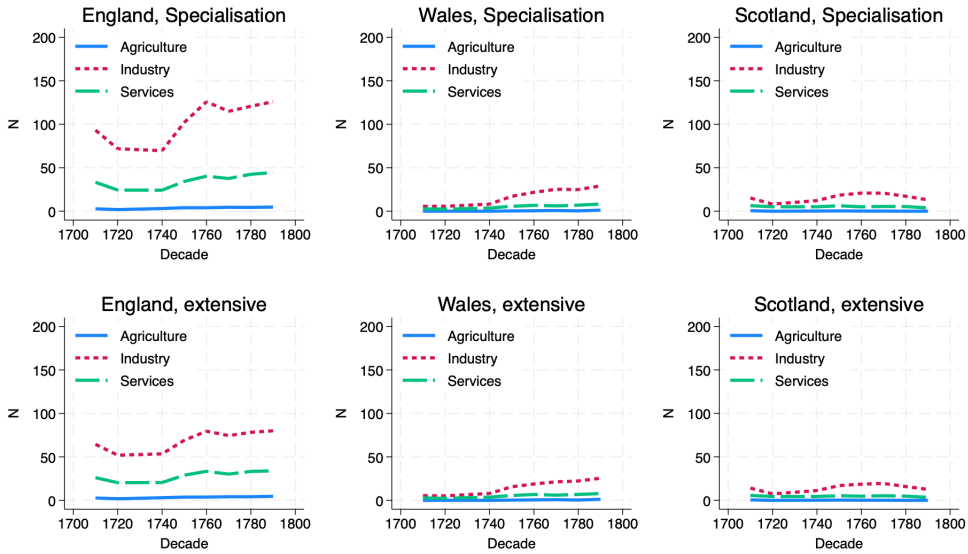 England, Specialisation
200
150
100
50
0
N
Agriculture
Industry
Services
1700 1720 1740 1760 1780 1800
Decade
Wales, Specialisation
200
150
100
50
0
N
Agriculture
Industry
Services
1700 1720 1740 1760 1780 1800
Decade
Scotland, Specialisation
200
150
100
50
0
N
Agriculture
Industry
Services
1700 1720 1740 1760 1780 1800
Decade
England, extensive
200
150
100
50
0
N
Agriculture
Industry
Services
1700 1720 1740 1760 1780 1800
Decade
Wales, extensive
200
150
100
50
0
N
Agriculture
Industry
Services
1700 1720 1740 1760 1780 1800
Decade
Scotland, extensive
200
150
100
50
0
N
Agriculture
Industry
Services
1700 1720 1740 1760 1780 1800
Decade